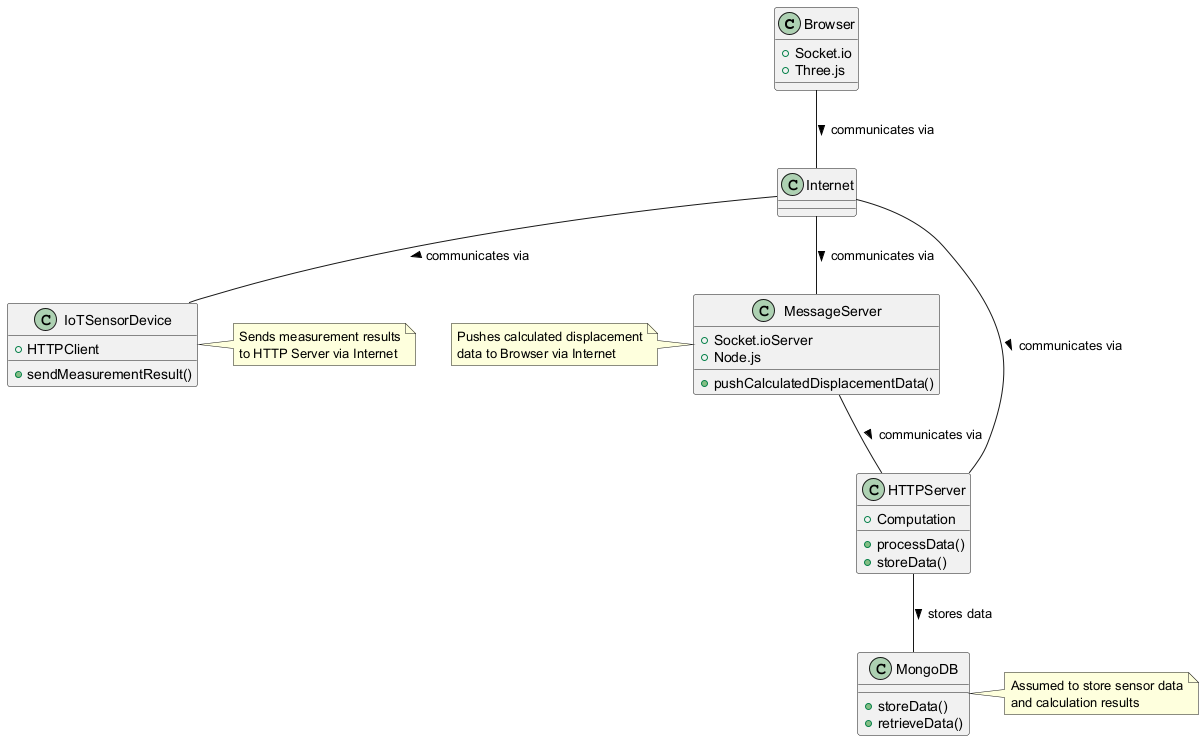 C Browser
Socket.io
Three.js
communicates via
C Internet
communicates via
communicates via
communicates via
C IoTSensorDevice
HTTPClient
sendMeasurementResult()
Sends measurement results
to HTTP Server via Internet
Pushes calculated displacement
data to Browser via Internet
C MessageServer
Socket.ioServer
Node.js
pushCalculatedDisplacementData()
communicates via
C HTTPServer
Computation
processData()
storeData()
stores data
C MongoDB
storeData()
retrieveData()
Assumed to store sensor data
and calculation results